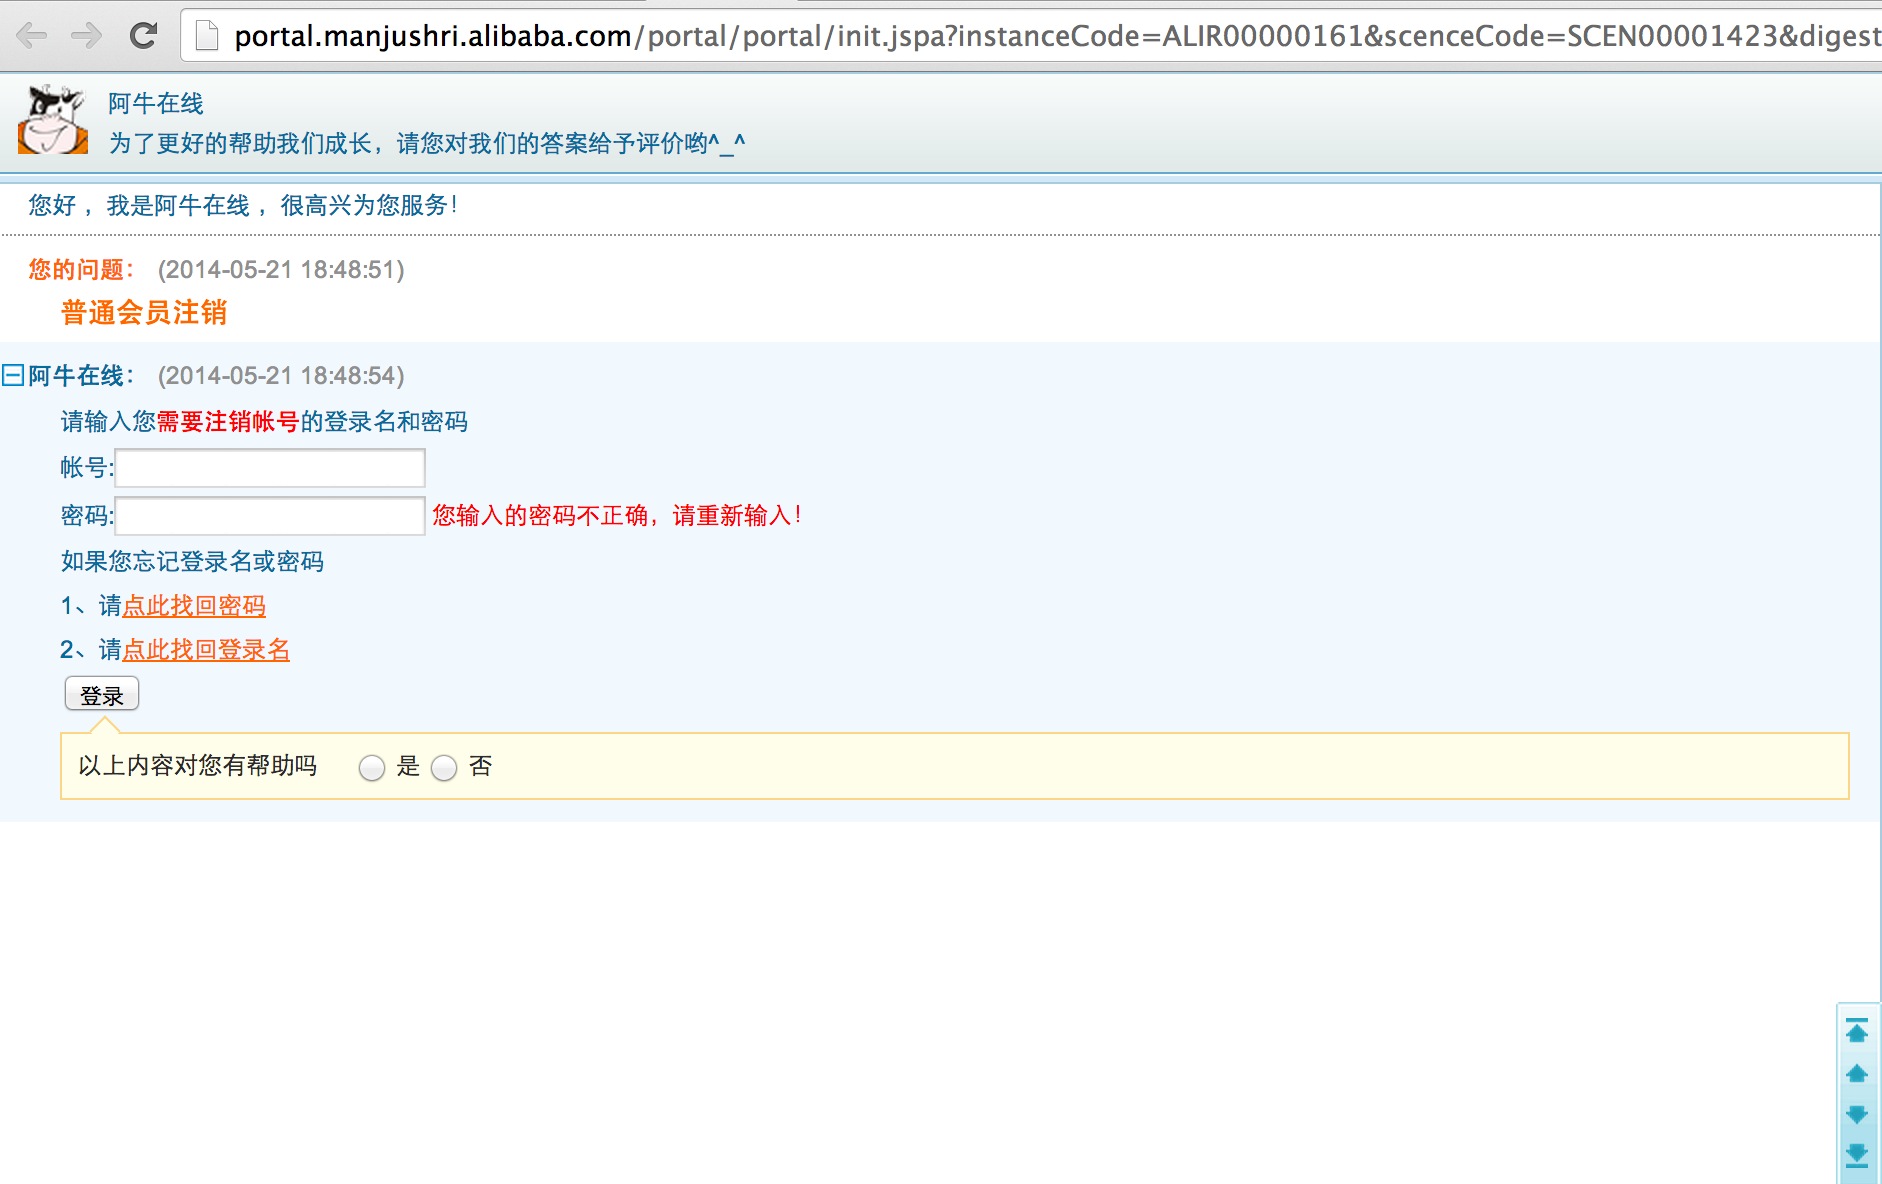 portal.manjushri.alibaba.com/portal/portal/init.jspa?instanceCode=ALIR00000161&scenceCode=SCEN00001423&digest
阿牛在线
为了更好的帮助我们成长，请您对我们的答案给予评价哟^_^
您好，我是阿牛在线，很高兴为您服务！
您的问题： (2014-05-21 18:48:51)
普通会员注销
阿牛在线： (2014-05-21 18:48:54)
请输入您需要注销帐号的登录名和密码
帐号:
密码: 您输入的密码不正确，请重新输入！
如果您忘记登录名或密码
1、请点此找回密码
2、请点此找回登录名
登录
以上内容对您有帮助吗 是 否